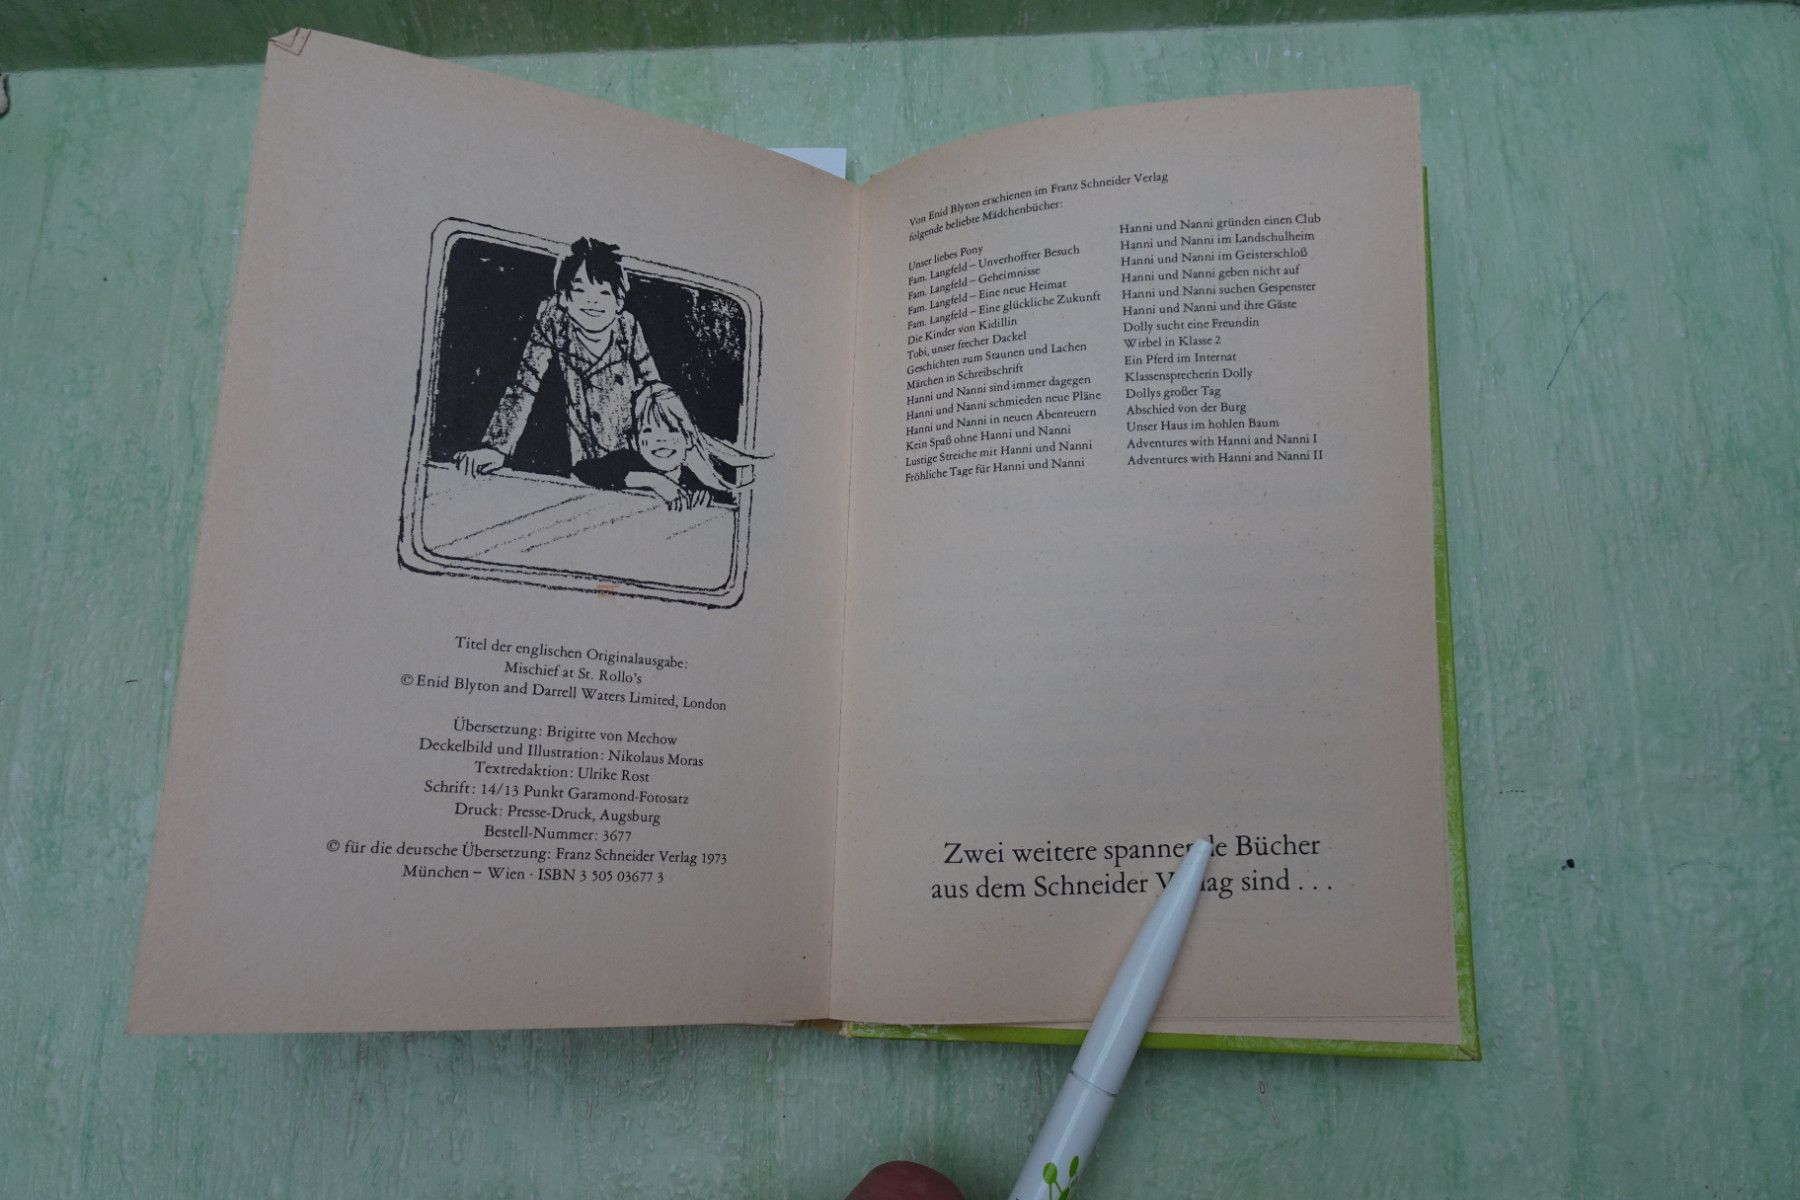 Titel der englischen Originalausgabe:
Mischief at St. Rollo's
© Enid Blyton and Darrell Waters Limited, London
Übersetzung: Brigitte von Mechow
Deckelbild und Illustration: Nikolaus Moras
Textredaktion: Ulrike Rost
Schrift: 14/13 Punkt Garamond-Fotosatz
Druck: Presse-Druck, Augsburg
Bestell-Nummer: 3677
© für die deutsche Übersetzung: Franz Schneider Verlag 1973
München – Wien · ISBN 3 505 03677 3
Von Enid Blyton erschienen im Franz Schneider Verlag
folgende beliebte Mädchenbücher:
Unser liebes Pony
Fam. Langfeld – Unverhoffter Besuch
Fam. Langfeld – Geheimnisse
Fam. Langfeld – Eine neue Heimat
Fam. Langfeld – Eine glückliche Zukunft
Die Kinder von Kidillin
Tobi, unser frecher Dackel
Geschichten zum Staunen und Lachen
Märchen in Schreibschrift
Hanni und Nanni sind immer dagegen
Hanni und Nanni schmieden neue Pläne
Hanni und Nanni in neuen Abenteuern
Kein Spaß ohne Hanni und Nanni
Lustige Streiche mit Hanni und Nanni
Fröhliche Tage für Hanni und Nanni
Hanni und Nanni gründen einen Club
Hanni und Nanni im Landschulheim
Hanni und Nanni im Geisterschloß
Hanni und Nanni geben nicht auf
Hanni und Nanni suchen Gespenster
Hanni und Nanni und ihre Gäste
Dolly sucht eine Freundin
Wirbel in Klasse 2
Ein Pferd im Internat
Klassensprecherin Dolly
Dollys großer Tag
Abschied von der Burg
Unser Haus im hohlen Baum
Adventures with Hanni and Nanni I
Adventures with Hanni and Nanni II
Zwei weitere spannende Bücher
aus dem Schneider Verlag sind . . .